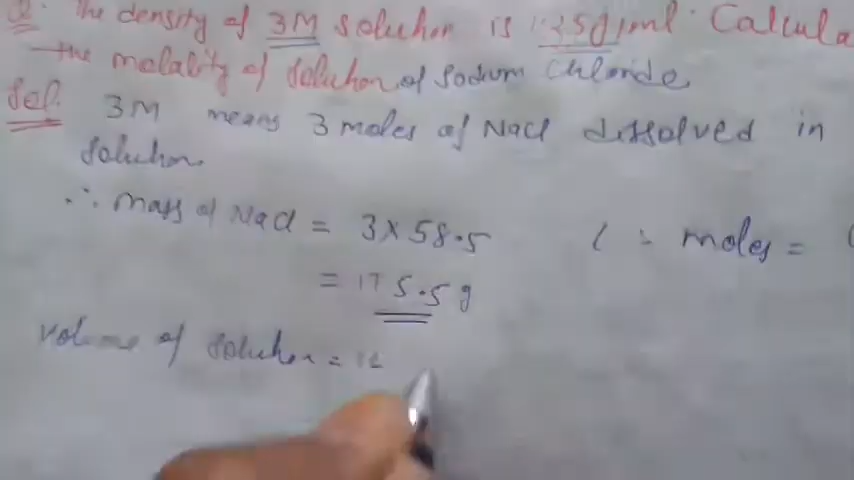 Q. The density of 3M solution is 1.25g/ml. Calcula
the molality of solution of Sodium Chloride.
Sol. 3M means 3 moles of NaCl dissolved in
solution.
∴ mass of NaCl = 3 × 58.5 ( ∵ moles =
= 175.5 g
volume of solution = 1L